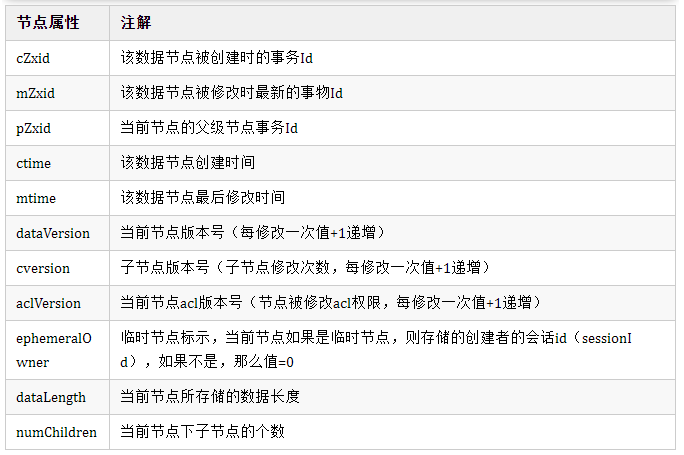 节点属性 注解
cZxid 该数据节点被创建时的事务Id
mZxid 该数据节点被修改时最新的事物Id
pZxid 当前节点的父级节点事务Id
ctime 该数据节点创建时间
mtime 该数据节点最后修改时间
dataVersion 当前节点版本号（每修改一次值+1递增）
cversion 子节点版本号（子节点修改次数，每修改一次值+1递增）
aclVersion 当前节点acl版本号（节点被修改acl权限，每修改一次值+1递增）
ephemeralO 临时节点标示，当前节点如果是临时节点，则存储的创建者的会话id（sessionI
wner d），如果不是，那么值=0
dataLength 当前节点所存储的数据长度
numChildren 当前节点下子节点的个数